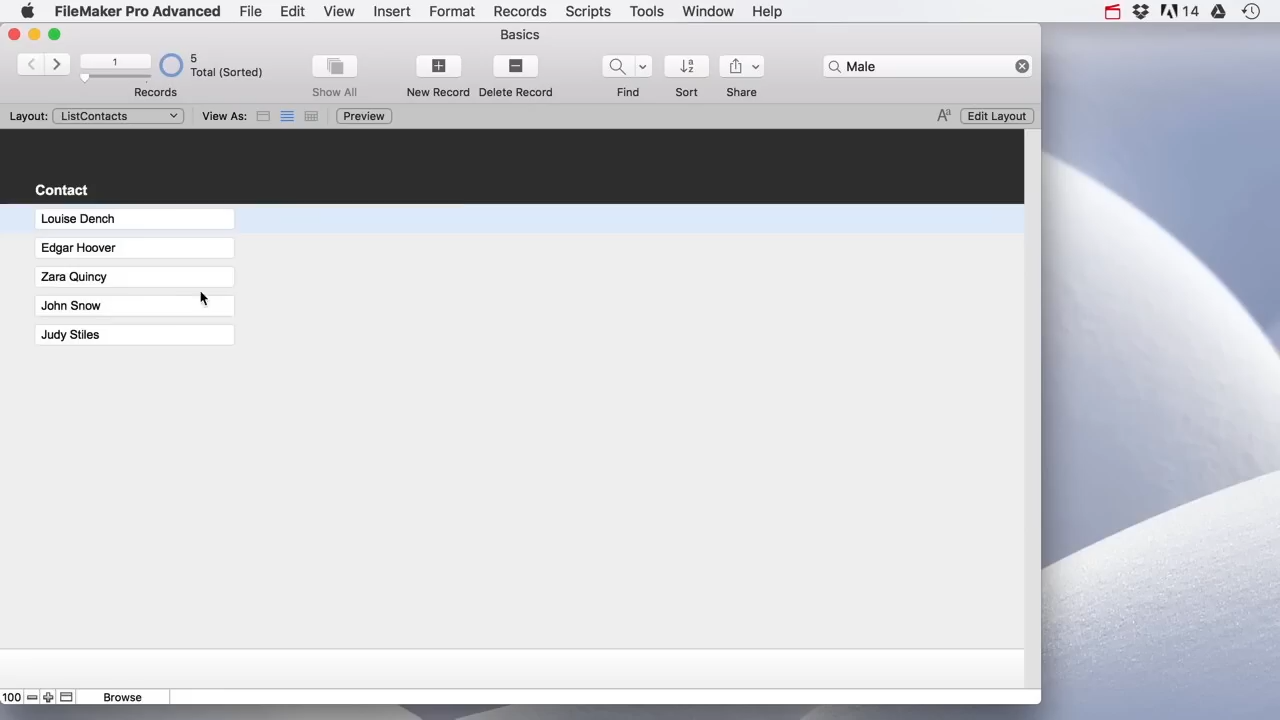 FileMaker Pro Advanced File Edit View Insert Format Records Scripts Tools Window Help 14
Basics
1
5
Total (Sorted)
Records
Show All
New Record
Delete Record
Find
Sort
Share
Male
Layout: ListContacts View As: Preview Aª Edit Layout
Contact
Louise Dench
Edgar Hoover
Zara Quincy
John Snow
Judy Stiles
100 Browse